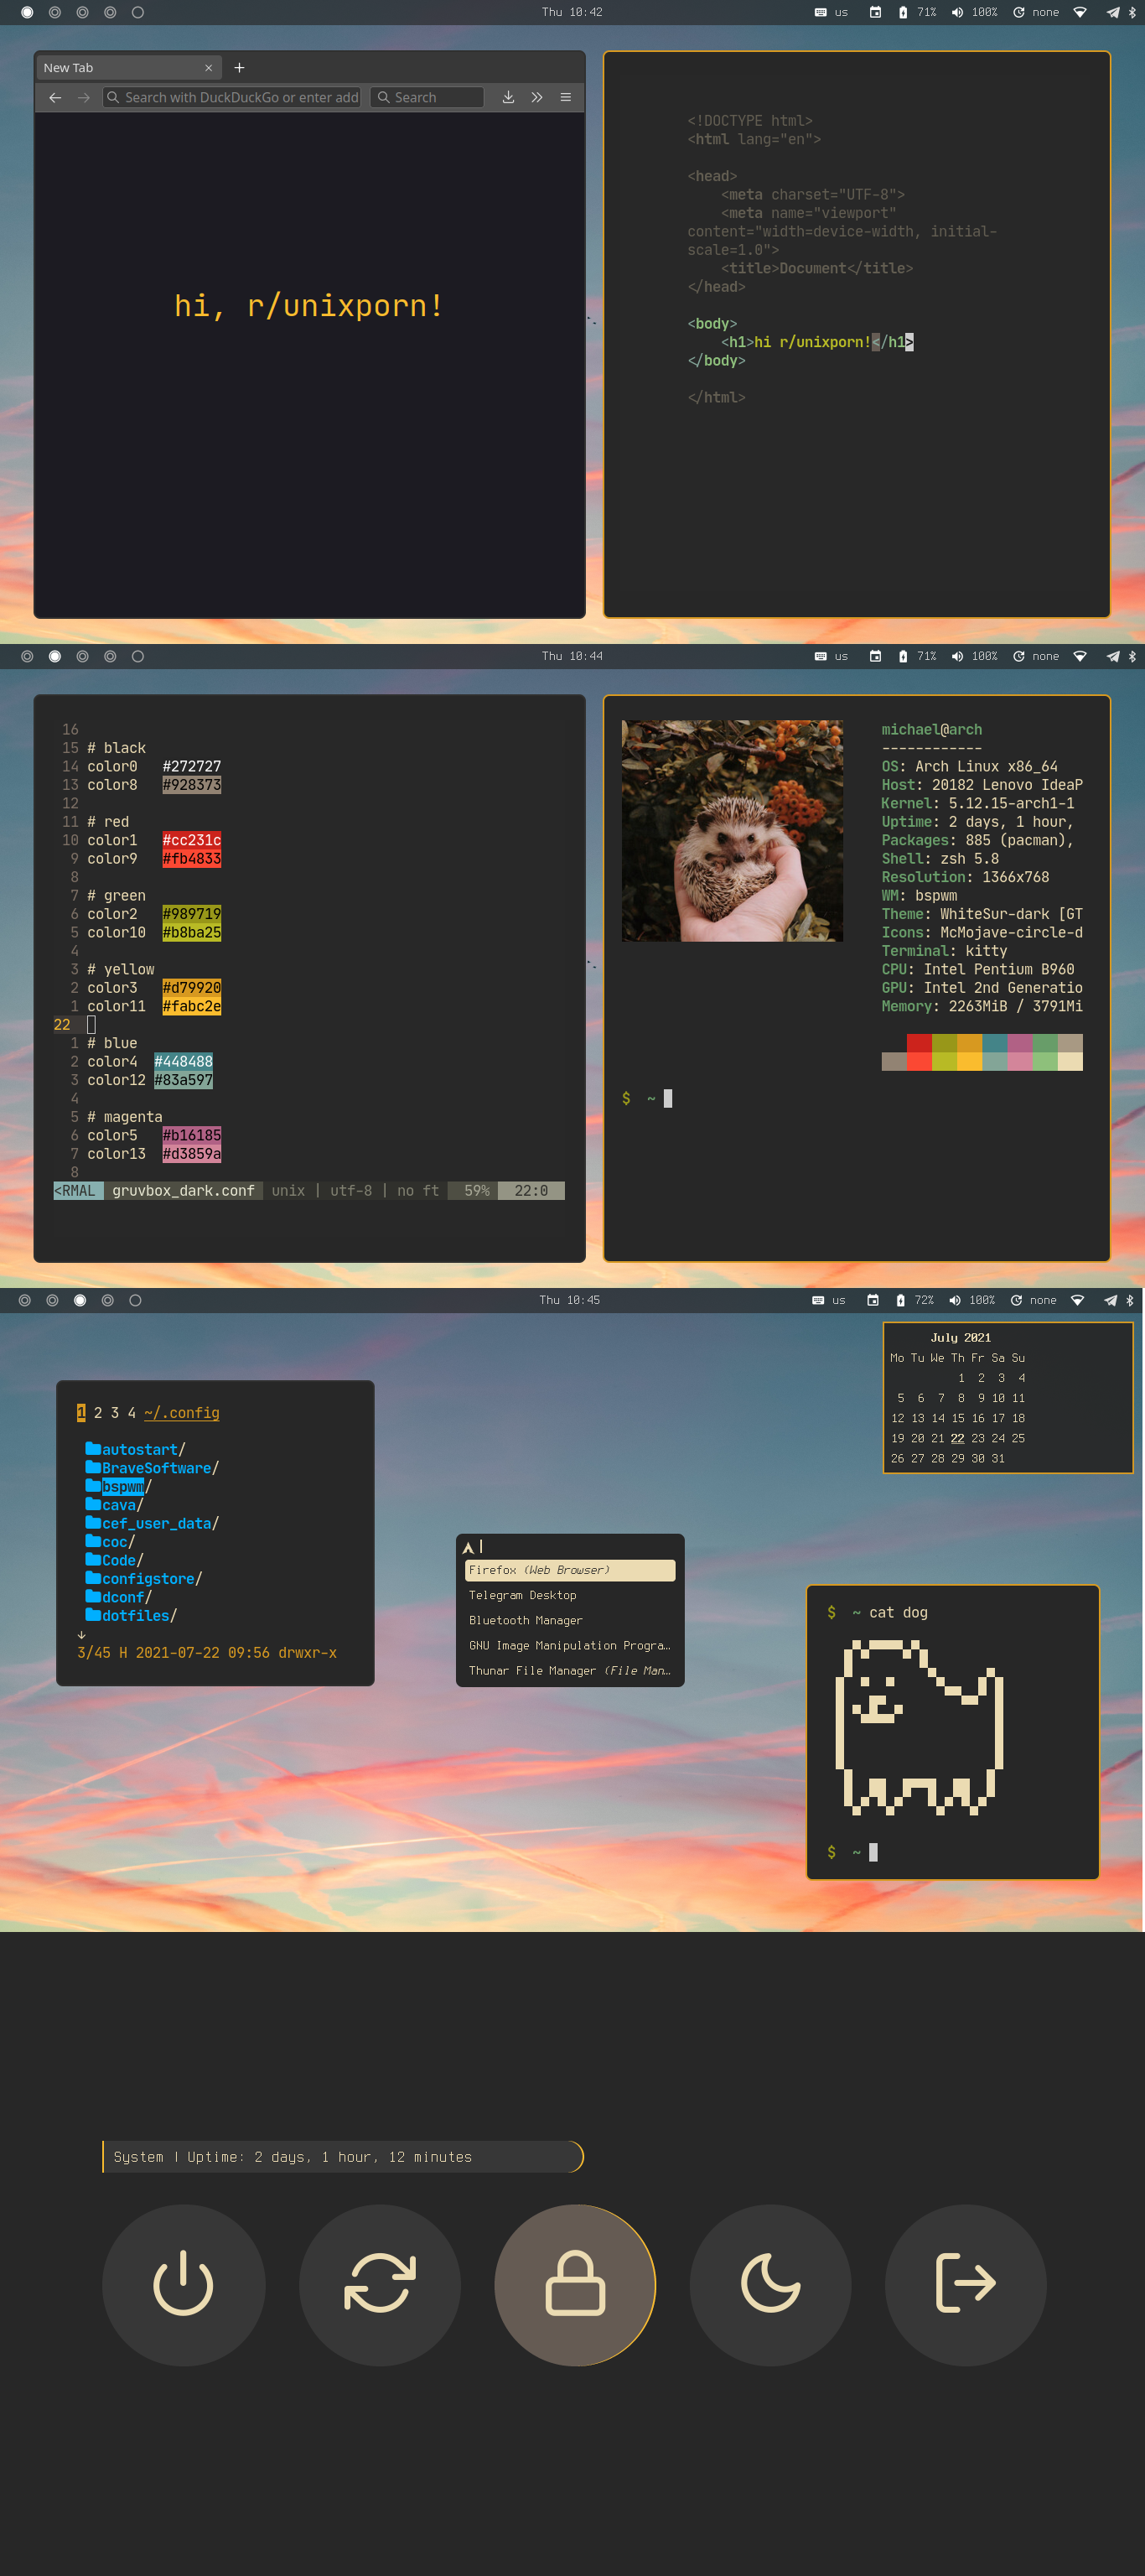 Thu 10:42
us 71% 100% none
New Tab
Search with DuckDuckGo or enter add
Search
hi, r/unixporn!
<!DOCTYPE html>
<html lang="en">
<head>
<meta charset="UTF-8">
<meta name="viewport"
content="width=device-width, initial-
scale=1.0">
<title>Document</title>
</head>
<body>
<h1>hi r/unixporn!</h1>
</body>
</html>
Thu 10:44
us 71% 100% none
16
15 # black
14 color0 #272727
13 color8 #928373
12
11 # red
10 color1 #cc231c
9 color9 #fb4833
8
7 # green
6 color2 #989719
5 color10 #b8ba25
4
3 # yellow
2 color3 #d79920
1 color11 #fabc2e
22
1 # blue
2 color4 #448488
3 color12 #83a597
4
5 # magenta
6 color5 #b16185
7 color13 #d3859a
8
<RMAL gruvbox_dark.conf unix | utf-8 | no ft 59% 22:0
michael@arch
------------
OS: Arch Linux x86_64
Host: 20182 Lenovo IdeaP
Kernel: 5.12.15-arch1-1
Uptime: 2 days, 1 hour,
Packages: 885 (pacman),
Shell: zsh 5.8
Resolution: 1366x768
WM: bspwm
Theme: WhiteSur-dark [GT
Icons: McMojave-circle-d
Terminal: kitty
CPU: Intel Pentium B960
GPU: Intel 2nd Generatio
Memory: 2263MiB / 3791Mi
$ ~
Thu 10:45
us 72% 100% none
July 2021
Mo Tu We Th Fr Sa Su
1 2 3 4
5 6 7 8 9 10 11
12 13 14 15 16 17 18
19 20 21 22 23 24 25
26 27 28 29 30 31
1 2 3 4 ~/.config
autostart/
BraveSoftware/
bspwm/
cava/
cef_user_data/
coc/
Code/
configstore/
dconf/
dotfiles/
↓
3/45 H 2021-07-22 09:56 drwxr-x
Firefox (Web Browser)
Telegram Desktop
Bluetooth Manager
GNU Image Manipulation Progra…
Thunar File Manager (File Man…
$ ~ cat dog
$ ~
System | Uptime: 2 days, 1 hour, 12 minutes